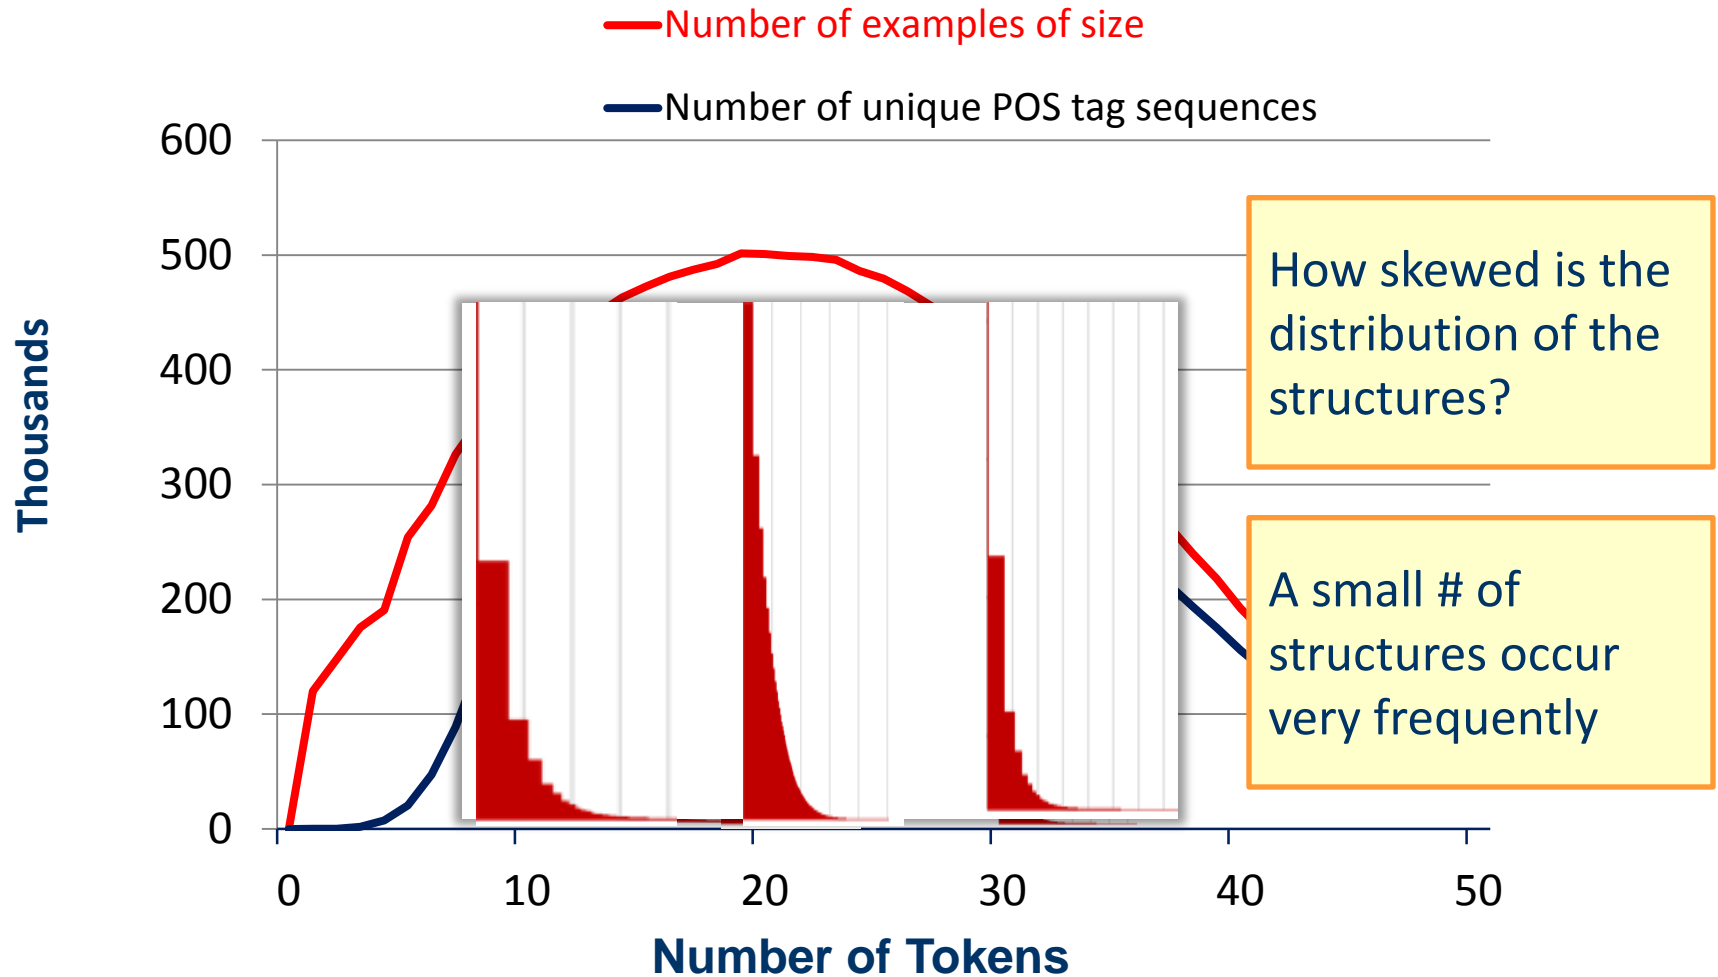 Number of examples of size
Number of unique POS tag sequences
600
500
400
300
200
100
0
Thousands
0 10 20 30 40 50
Number of Tokens
How skewed is the
distribution of the
structures?
A small # of
structures occur
very frequently